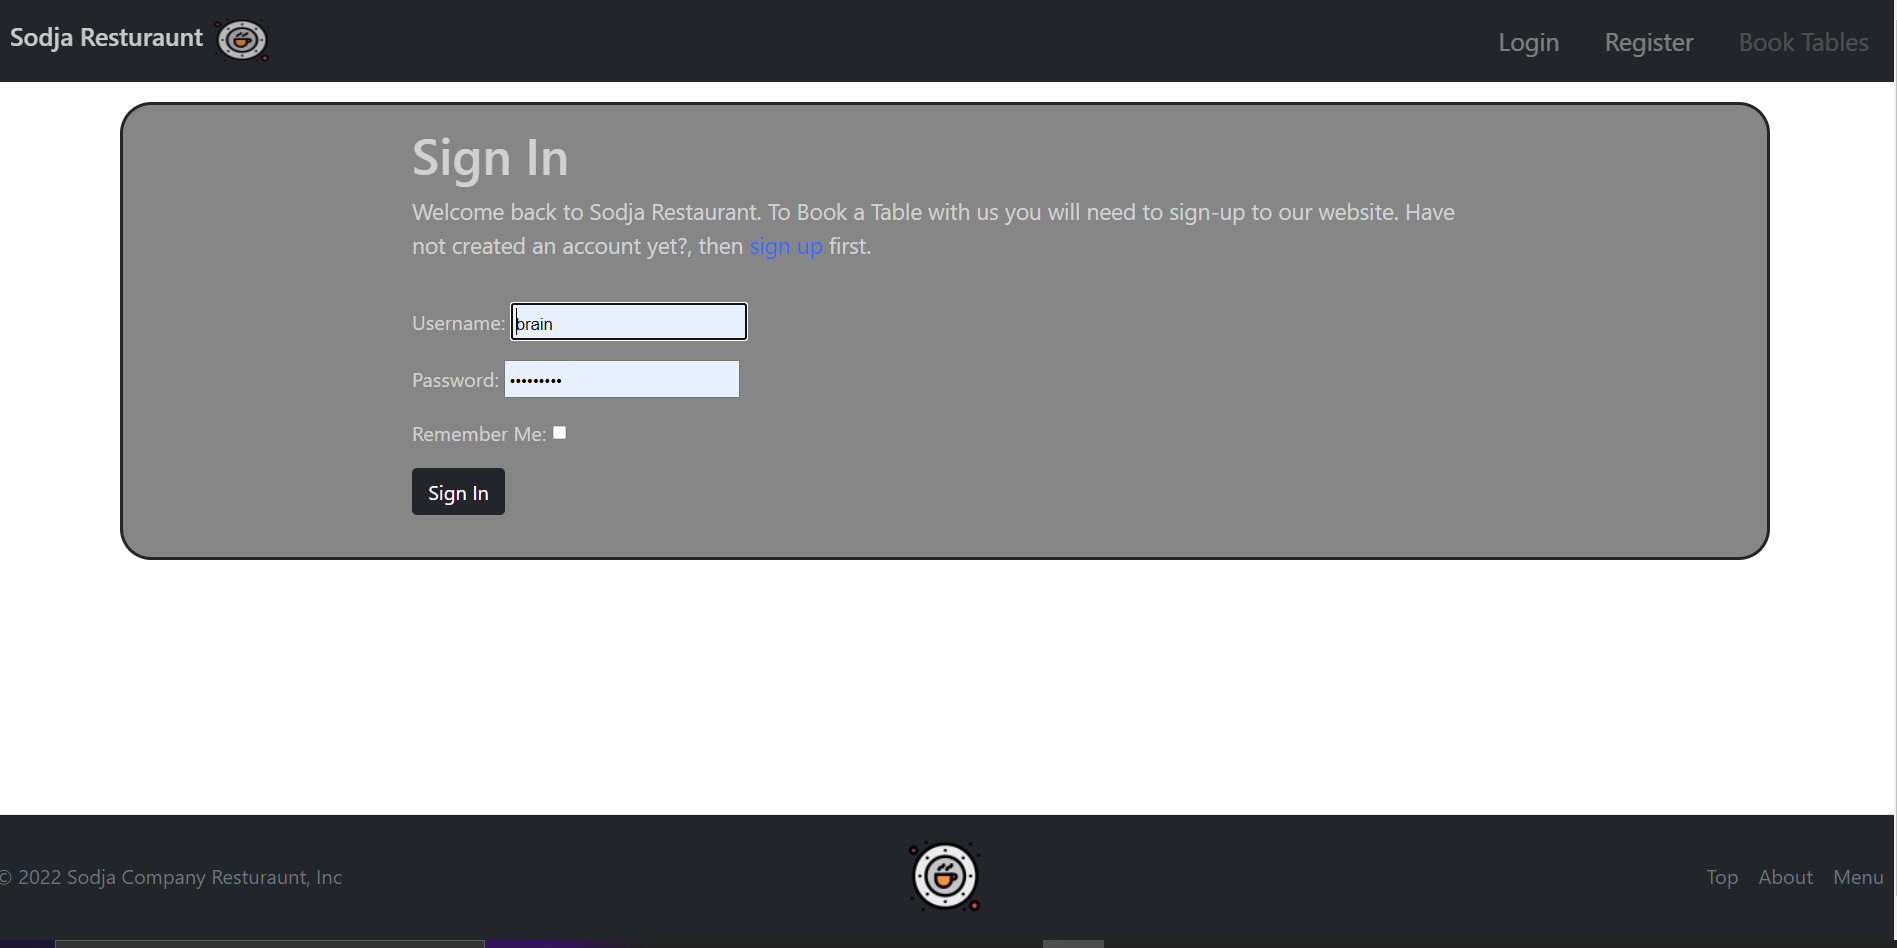 Sodja Resturaunt
Login Register Book Tables
Sign In
Welcome back to Sodja Restaurant. To Book a Table with us you will need to sign-up to our website. Have
not created an account yet?, then sign up first.
Username: brain
Password: •••••••••
Remember Me:
Sign In
© 2022 Sodja Company Resturaunt, Inc
Top About Menu